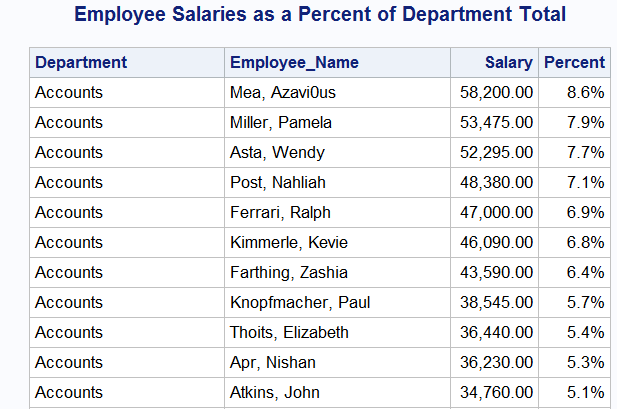 Employee Salaries as a Percent of Department Total
Department Employee_Name Salary Percent
Accounts Mea, Azavi0us 58,200.00 8.6%
Accounts Miller, Pamela 53,475.00 7.9%
Accounts Asta, Wendy 52,295.00 7.7%
Accounts Post, Nahliah 48,380.00 7.1%
Accounts Ferrari, Ralph 47,000.00 6.9%
Accounts Kimmerle, Kevie 46,090.00 6.8%
Accounts Farthing, Zashia 43,590.00 6.4%
Accounts Knopfmacher, Paul 38,545.00 5.7%
Accounts Thoits, Elizabeth 36,440.00 5.4%
Accounts Apr, Nishan 36,230.00 5.3%
Accounts Atkins, John 34,760.00 5.1%